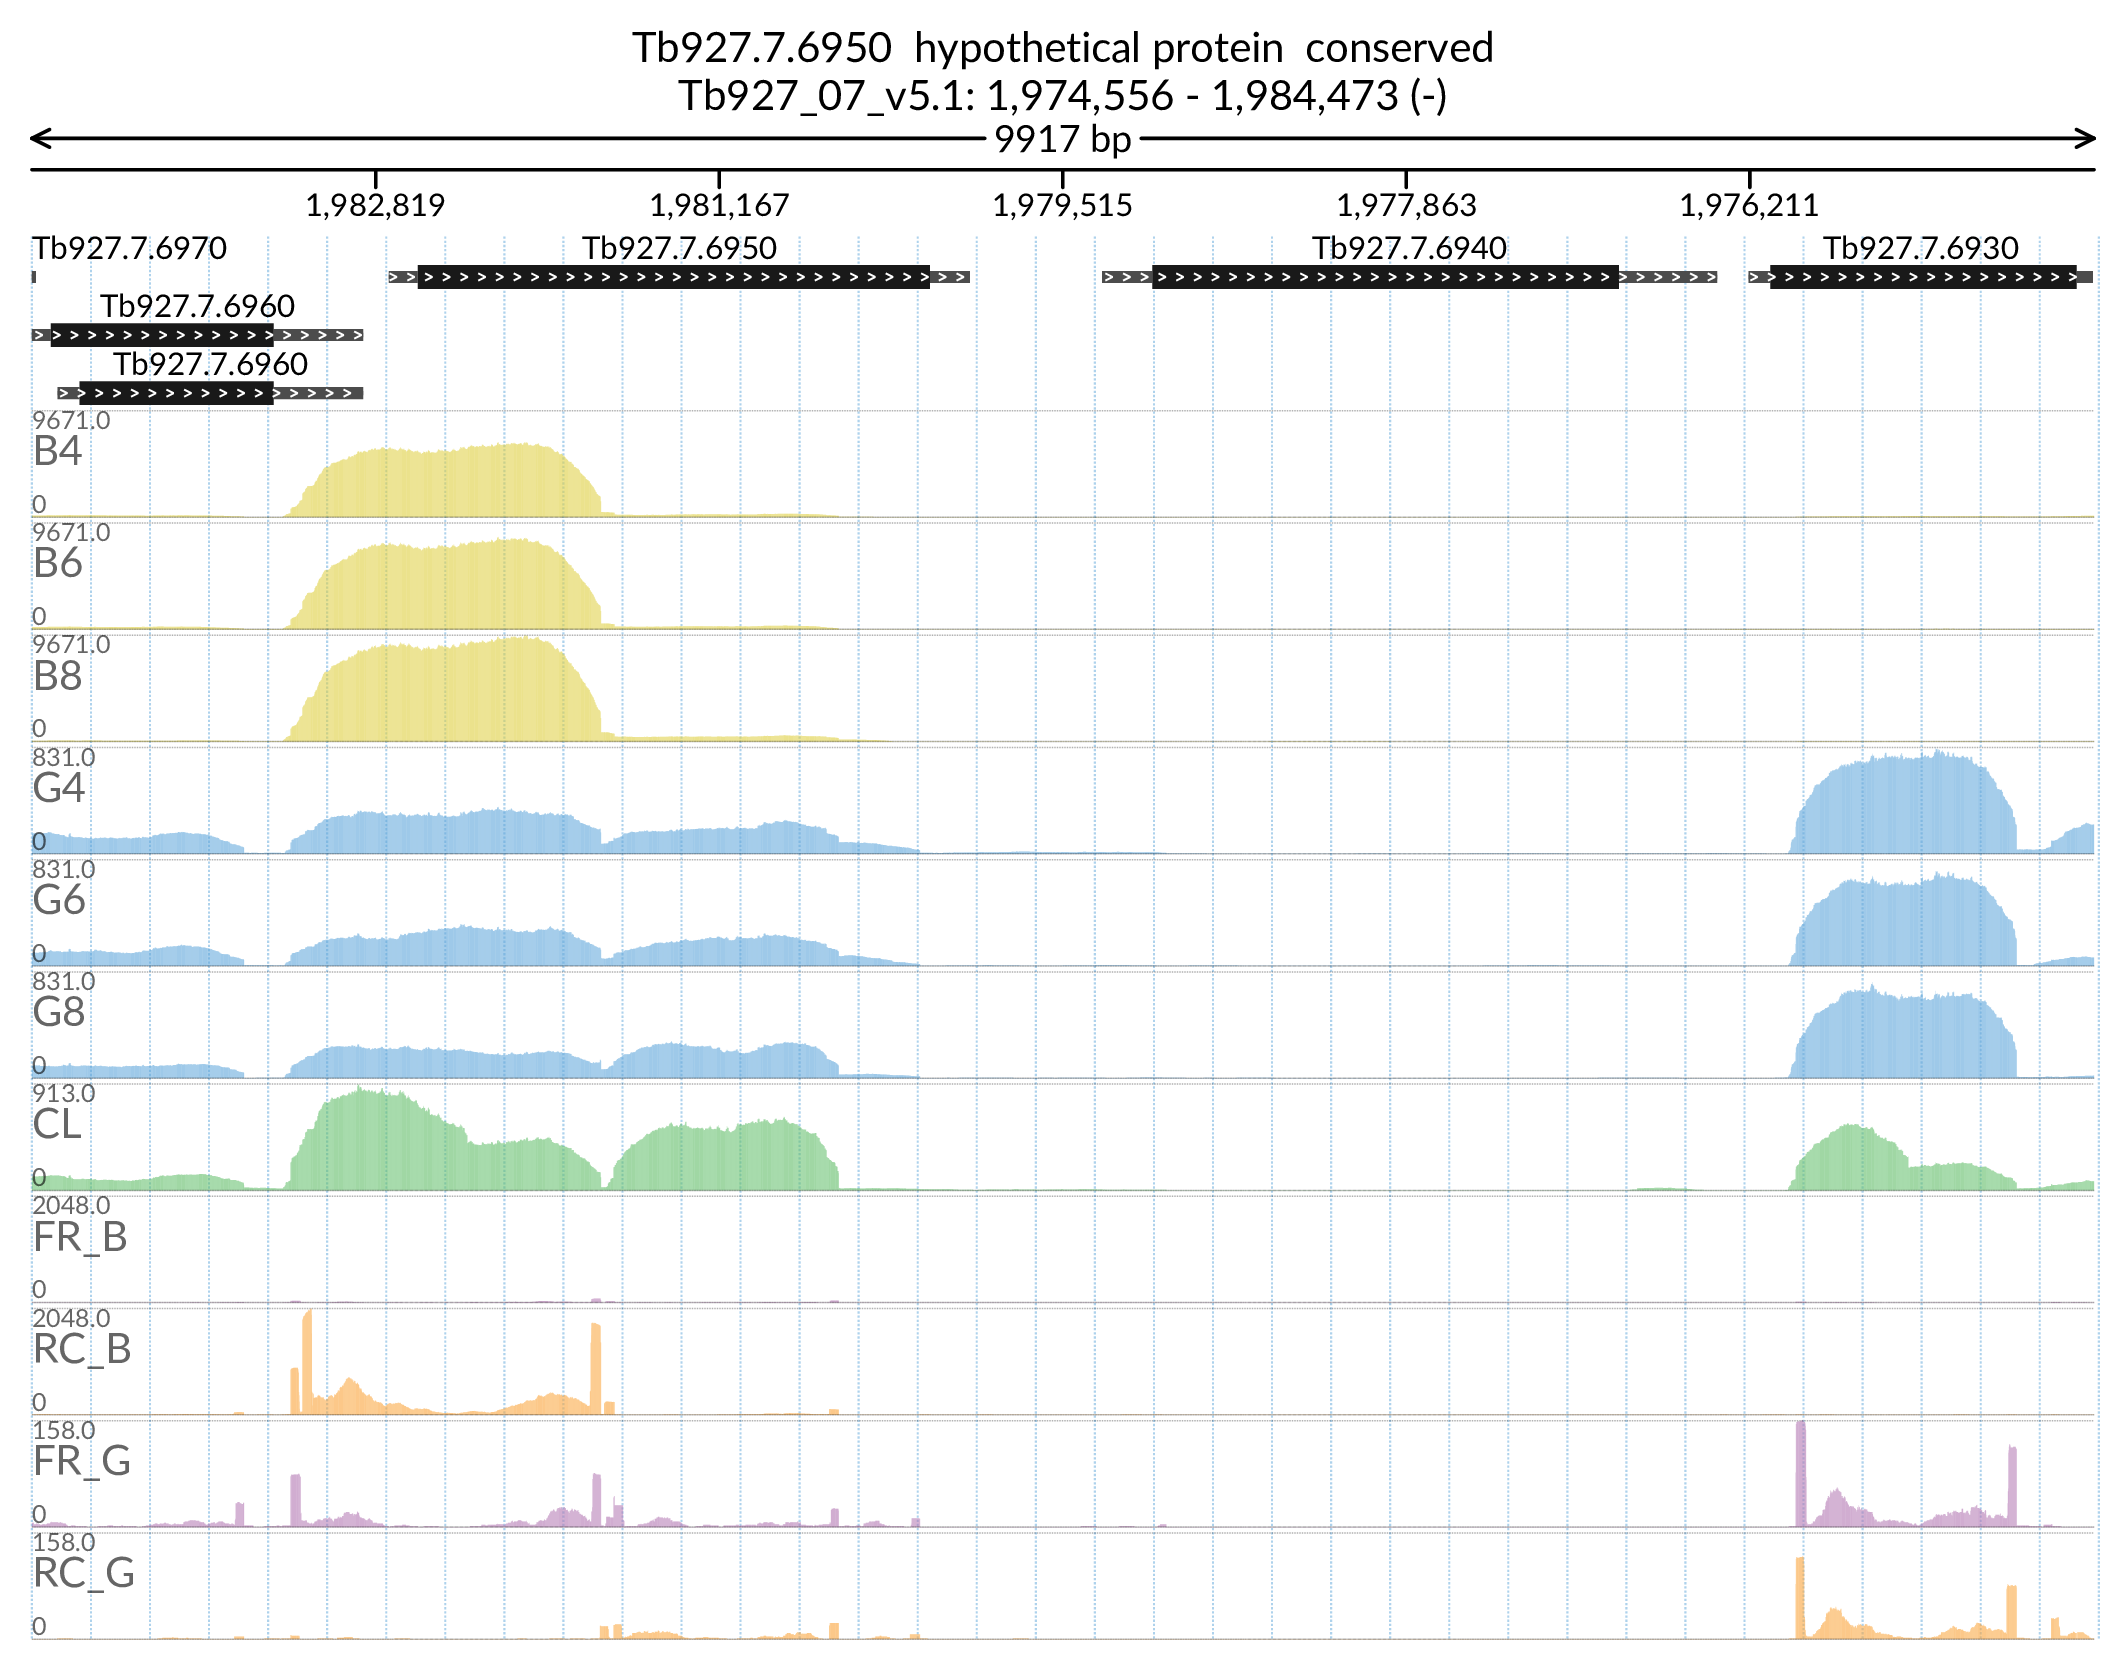 Tb927.7.6950  hypothetical protein  conserved
Tb927_07_v5.1: 1,974,556 - 1,984,473 (-)
9917 bp
1,982,819 1,981,167 1,979,515 1,977,863 1,976,211
Tb927.7.6970 Tb927.7.6950 Tb927.7.6940 Tb927.7.6930
Tb927.7.6960
Tb927.7.6960
9671.0
B4
0
9671.0
B6
0
9671.0
B8
0
831.0
G4
0
831.0
G6
0
831.0
G8
0
913.0
CL
0
2048.0
FR_B
0
2048.0
RC_B
0
158.0
FR_G
0
158.0
RC_G
0